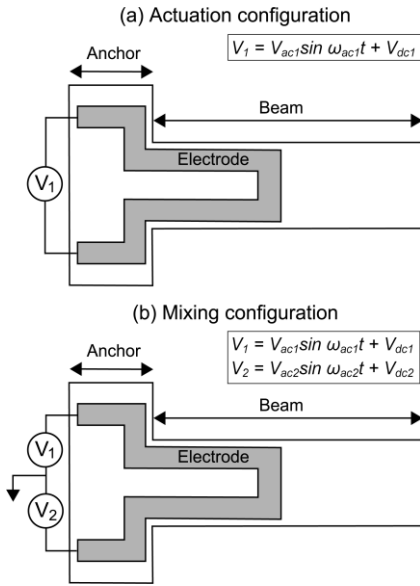 (a) Actuation configuration
V₁ = Vac1sin ωac1t + Vdc1
Anchor
Beam
Electrode
V₁
(b) Mixing configuration
V₁ = Vac1sin ωac1t + Vdc1
V₂ = Vac2sin ωac2t + Vdc2
Anchor
Beam
Electrode
V₁
V₂